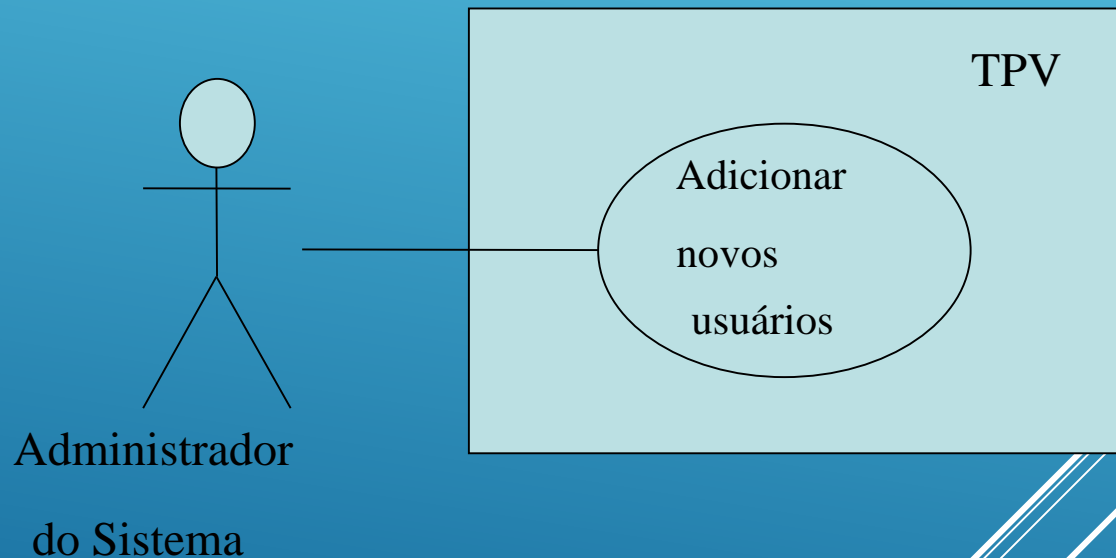 TPV
Adicionar
novos
usuários
Administrador
do Sistema